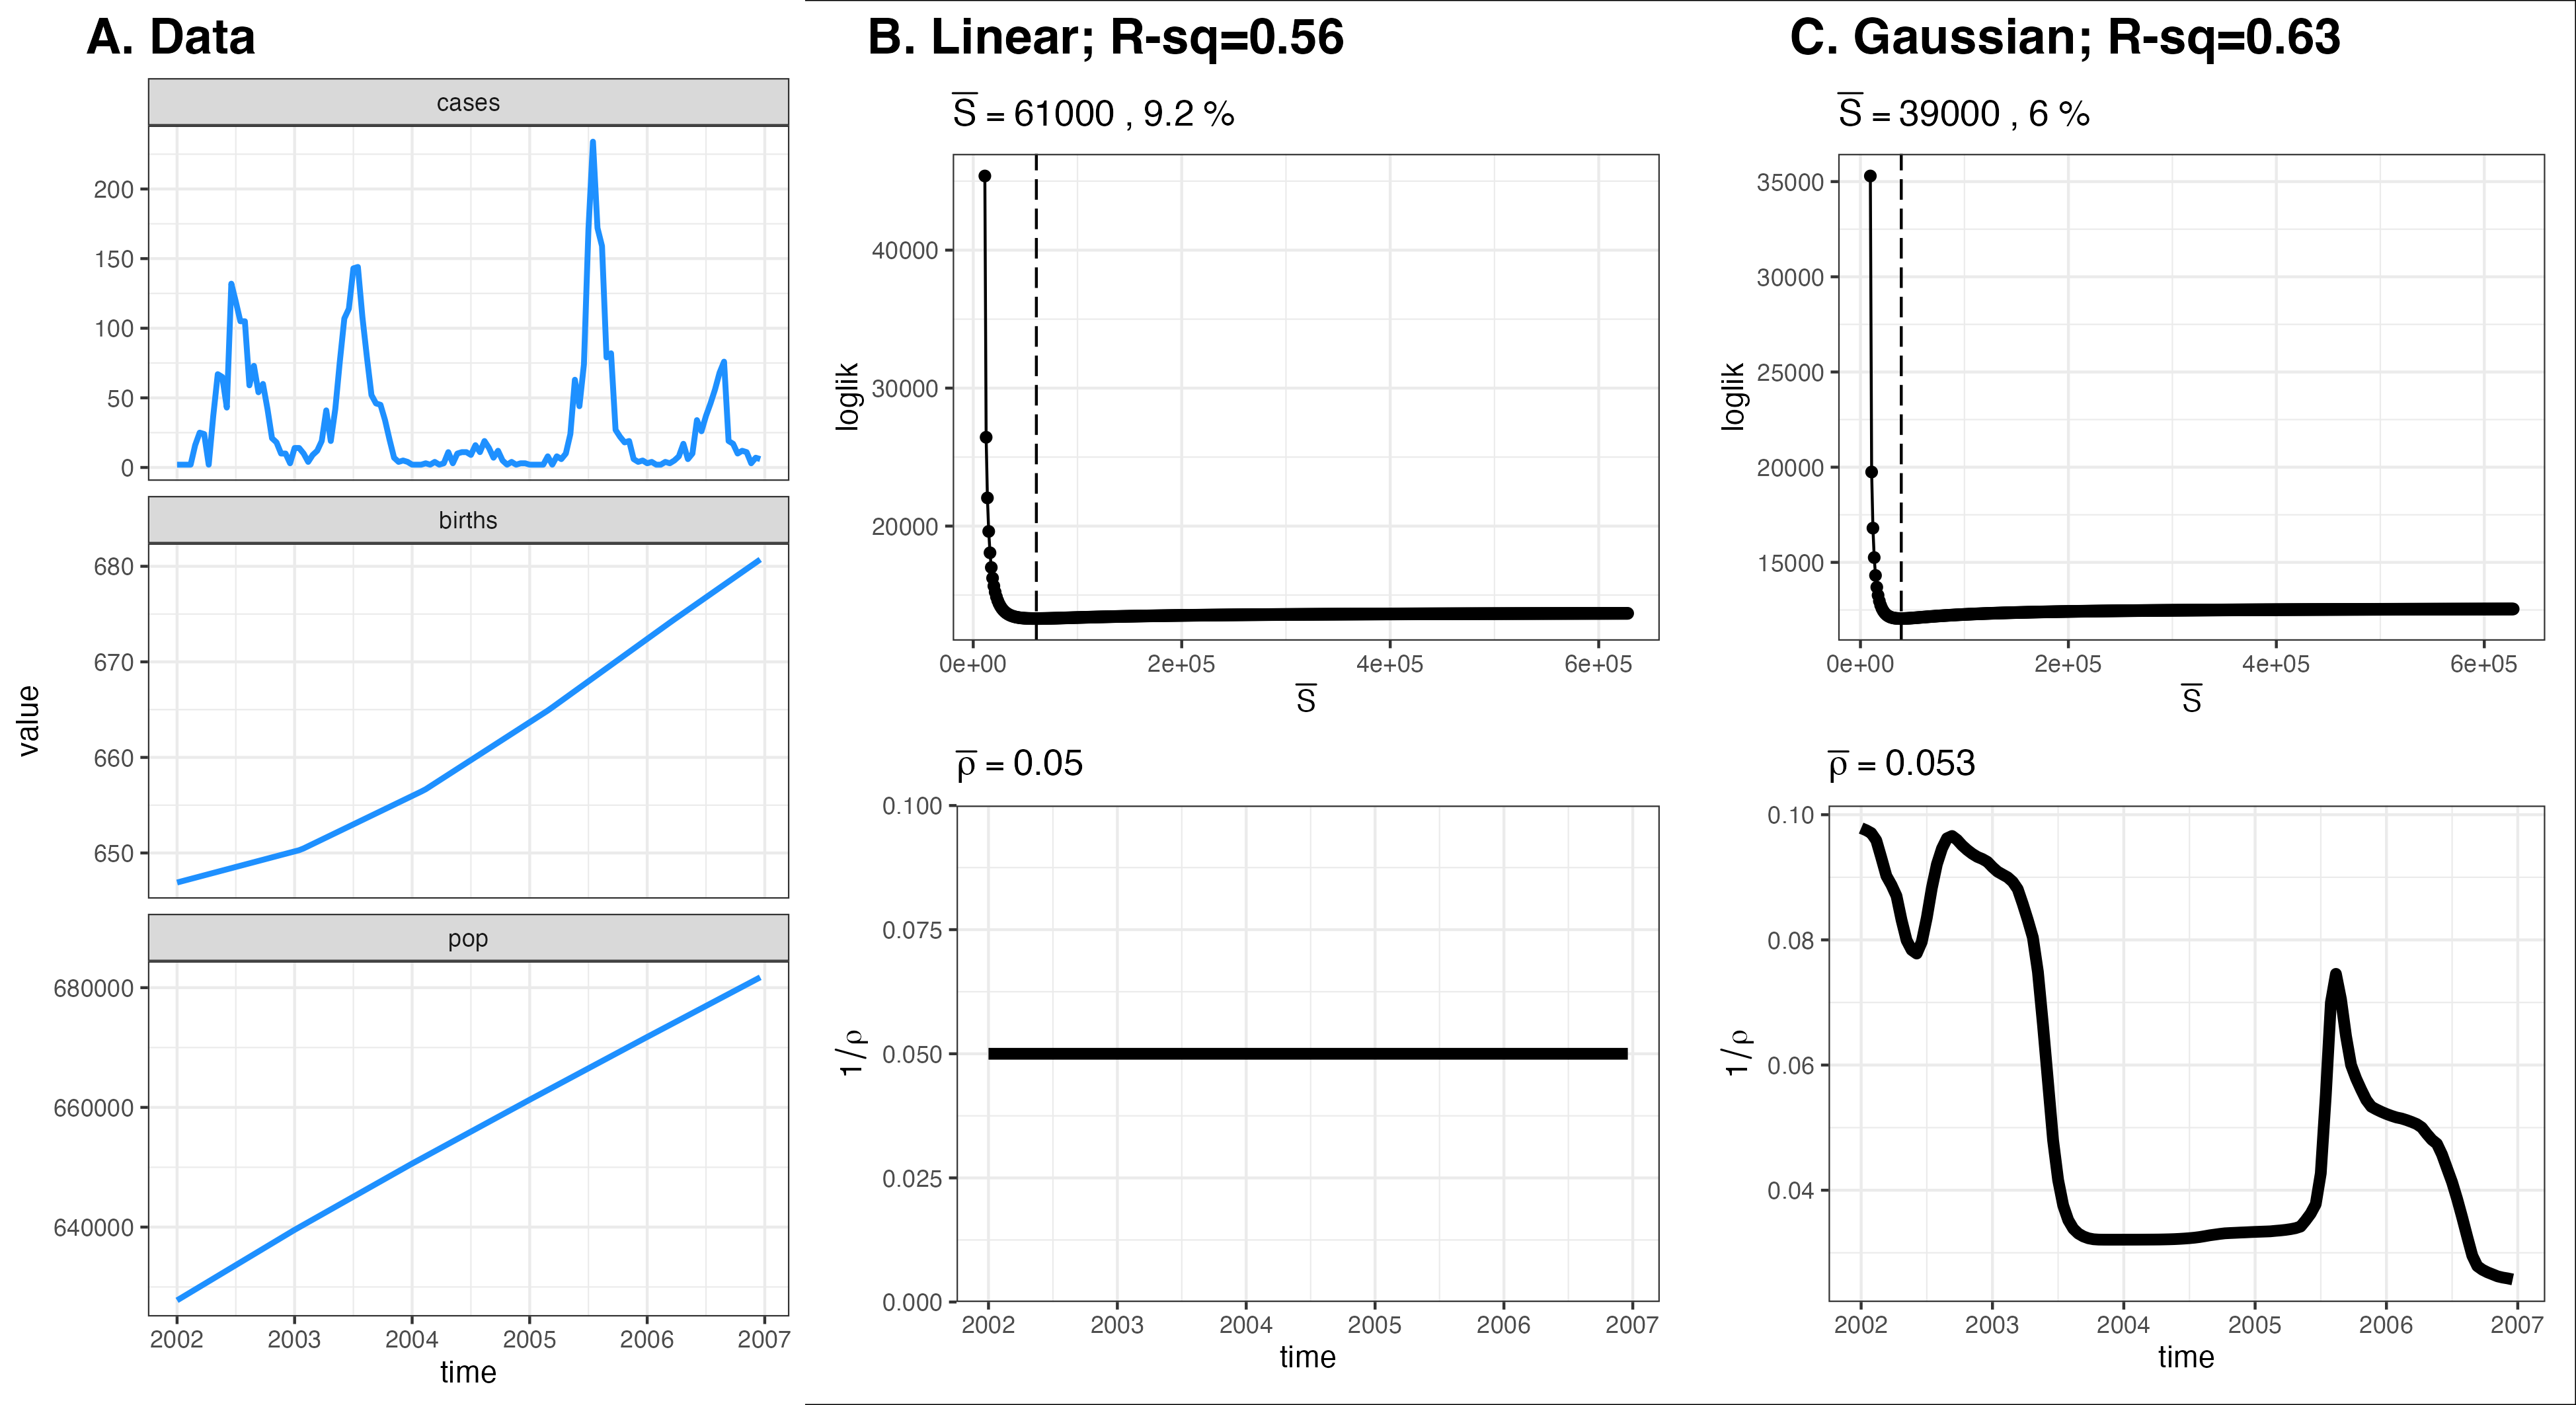 A. Data
cases
200
150
100
50
0
births
680
670
660
650
pop
680000
660000
640000
2002 2003 2004 2005 2006 2007
time
value
B. Linear; R-sq=0.56
S̅ = 61000 , 9.2 %
40000
30000
20000
loglik
0e+00 2e+05 4e+05 6e+05
S̅
ρ̅ = 0.05
0.100
0.075
0.050
0.025
0.000
1/ρ
2002 2003 2004 2005 2006 2007
time
C. Gaussian; R-sq=0.63
S̅ = 39000 , 6 %
35000
30000
25000
20000
15000
loglik
0e+00 2e+05 4e+05 6e+05
S̅
ρ̅ = 0.053
0.10
0.08
0.06
0.04
1/ρ
2002 2003 2004 2005 2006 2007
time